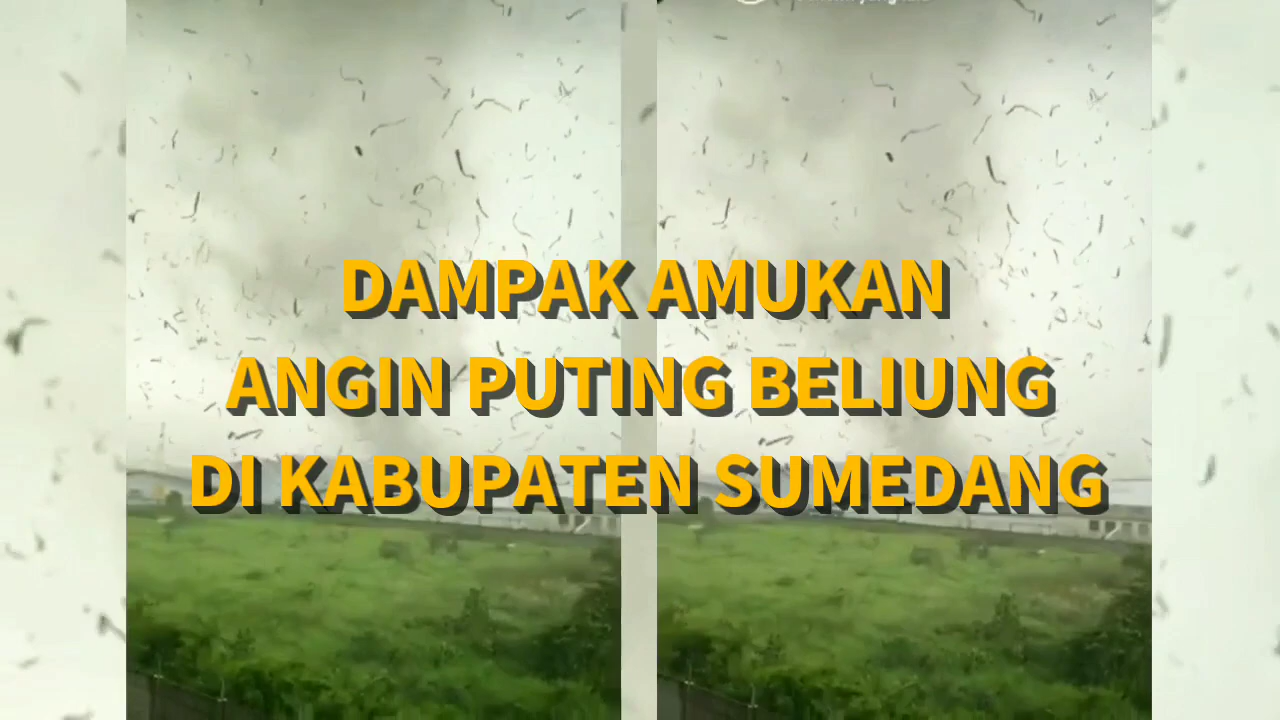 DAMPAK AMUKAN
ANGIN PUTING BELIUNG
DI KABUPATEN SUMEDANG